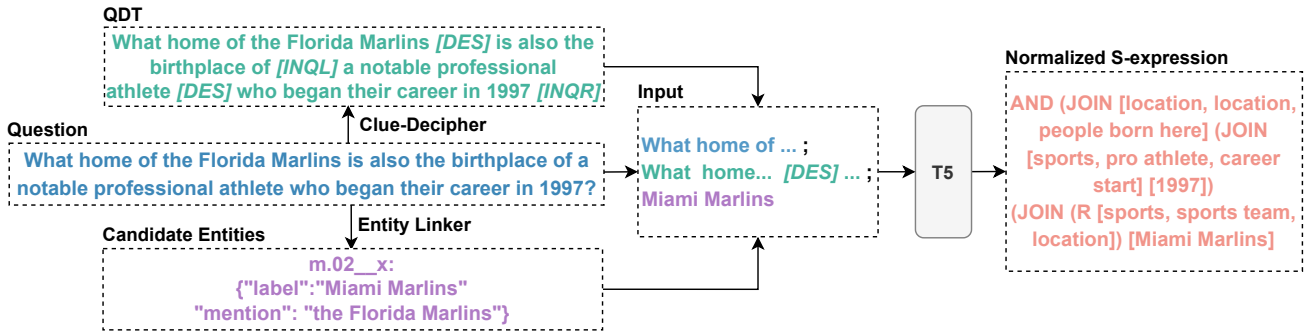 QDT
What home of the Florida Marlins [DES] is also the
birthplace of [INQL] a notable professional
athlete [DES] who began their career in 1997 [INQR]
Clue-Decipher
Question
What home of the Florida Marlins is also the birthplace of a
notable professional athlete who began their career in 1997?
Entity Linker
Candidate Entities
m.02__x:
{"label":"Miami Marlins"
"mention": "the Florida Marlins"}
Input
What home of ... ;
What home... [DES] ... ;
Miami Marlins
T5
Normalized S-expression
AND (JOIN [location, location,
people born here] (JOIN
[sports, pro athlete, career
start] [1997])
(JOIN (R [sports, sports team,
location]) [Miami Marlins]